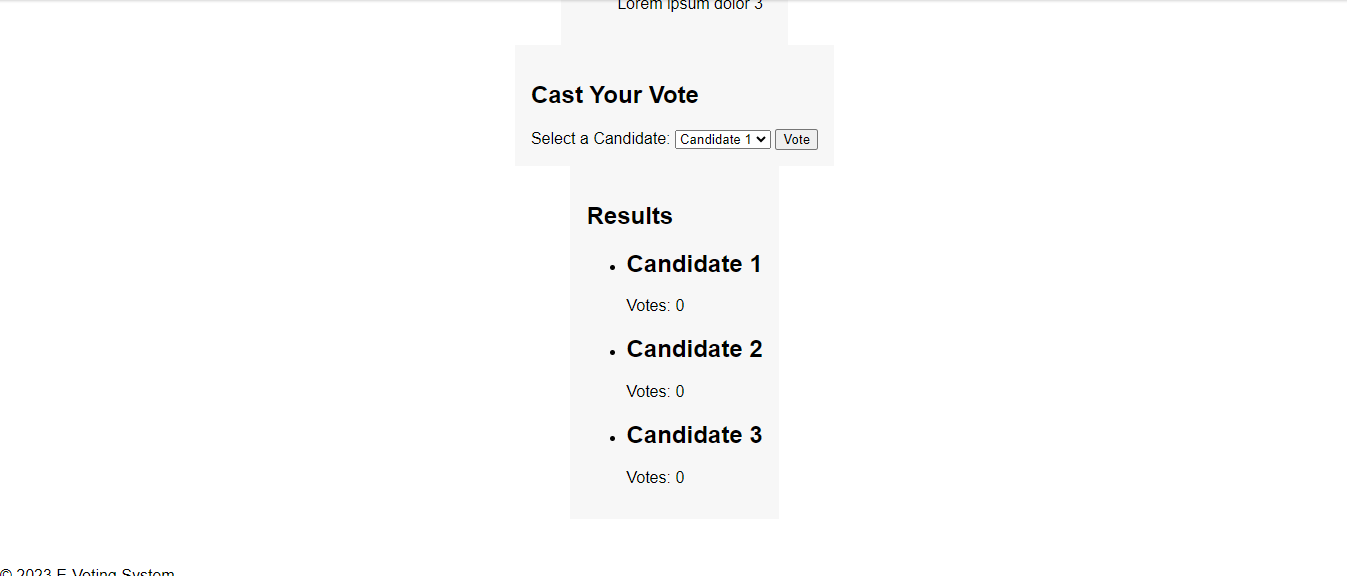 Lorem ipsum dolor 3
Cast Your Vote
Select a Candidate: Candidate 1 Vote
Results
Candidate 1
Votes: 0
Candidate 2
Votes: 0
Candidate 3
Votes: 0
© 2023 E-Voting System